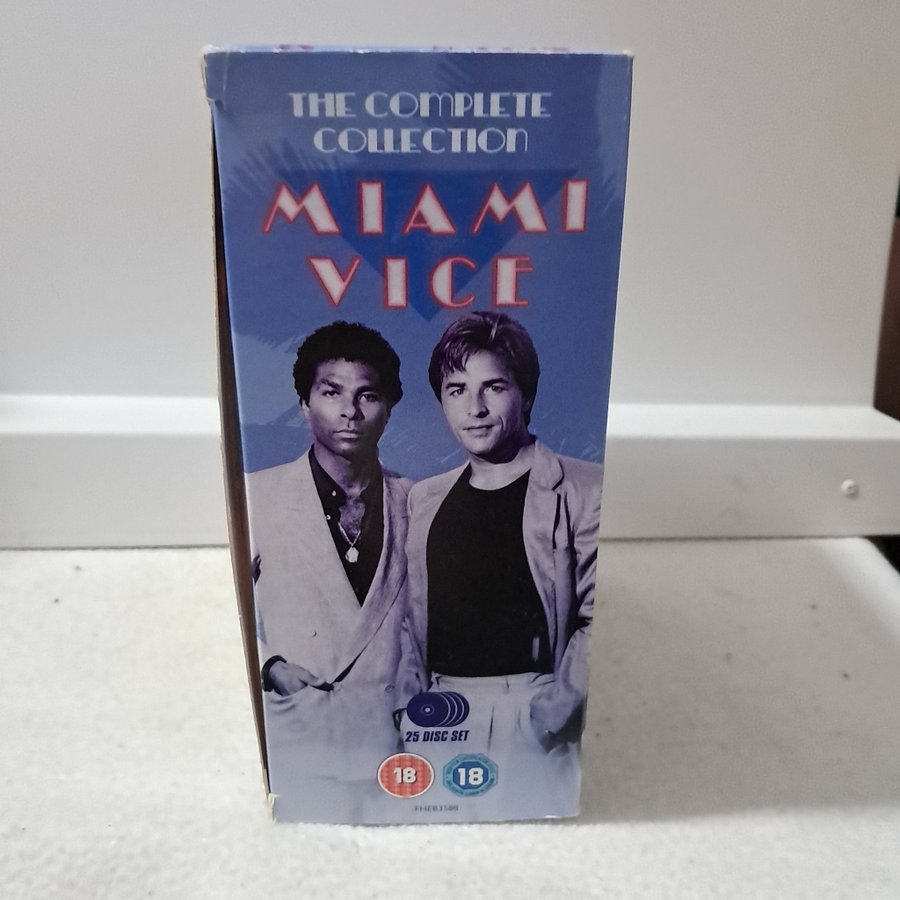 THE COMPLETE
COLLECTION
MIAMI
VICE
25 DISC SET
18 18